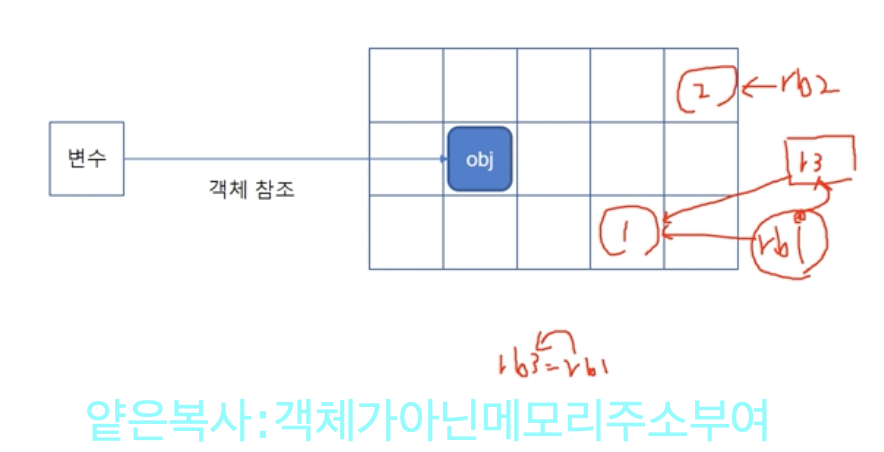 2 ← rb2
변수
obj
r3
객체 참조
1
rb1
rb3=rb1
얕은복사:객체가아닌메모리주소부여